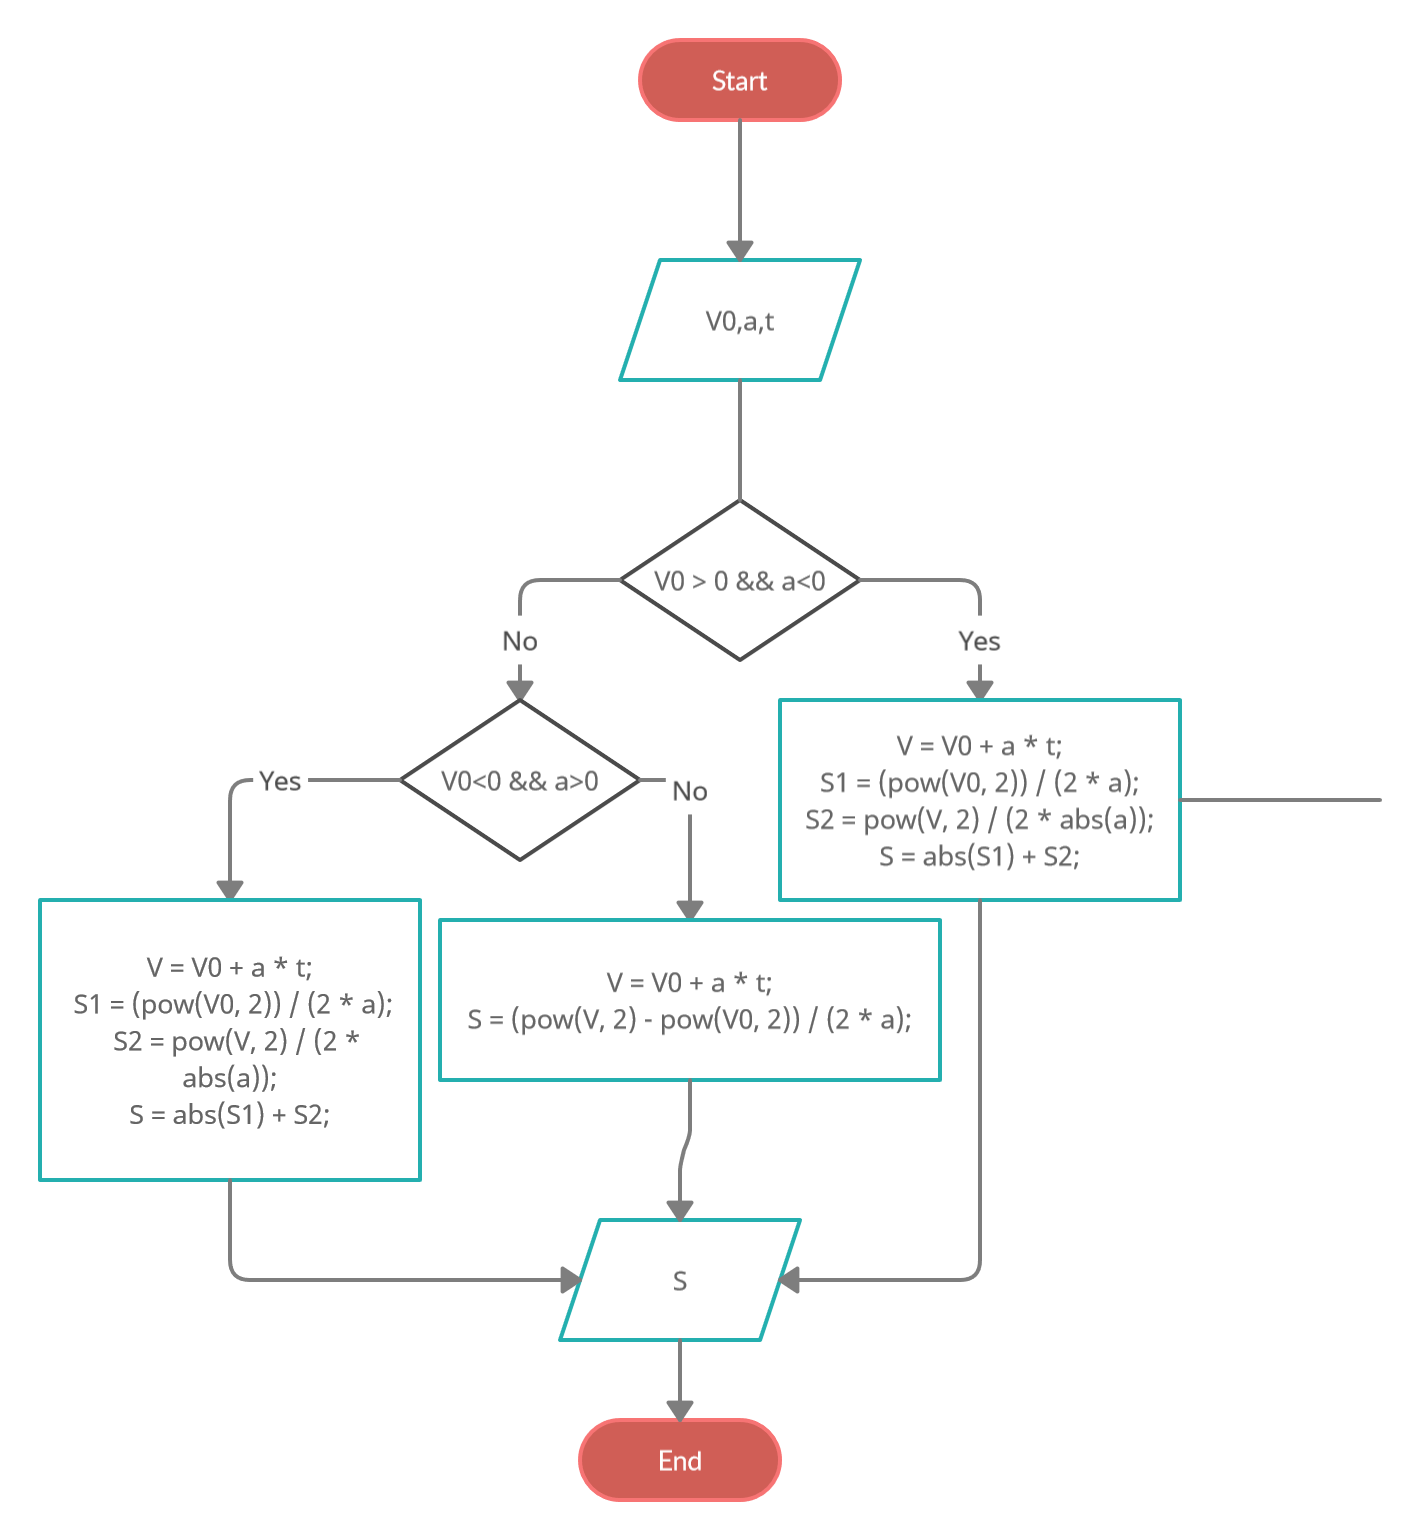 Start
V0,a,t
V0 > 0 && a<0
No
Yes
V0<0 && a>0
Yes
No
V = V0 + a * t;
S1 = (pow(V0, 2)) / (2 * a);
S2 = pow(V, 2) / (2 * abs(a));
S = abs(S1) + S2;
V = V0 + a * t;
S1 = (pow(V0, 2)) / (2 * a);
S2 = pow(V, 2) / (2 *
abs(a));
S = abs(S1) + S2;
V = V0 + a * t;
S = (pow(V, 2) - pow(V0, 2)) / (2 * a);
S
End